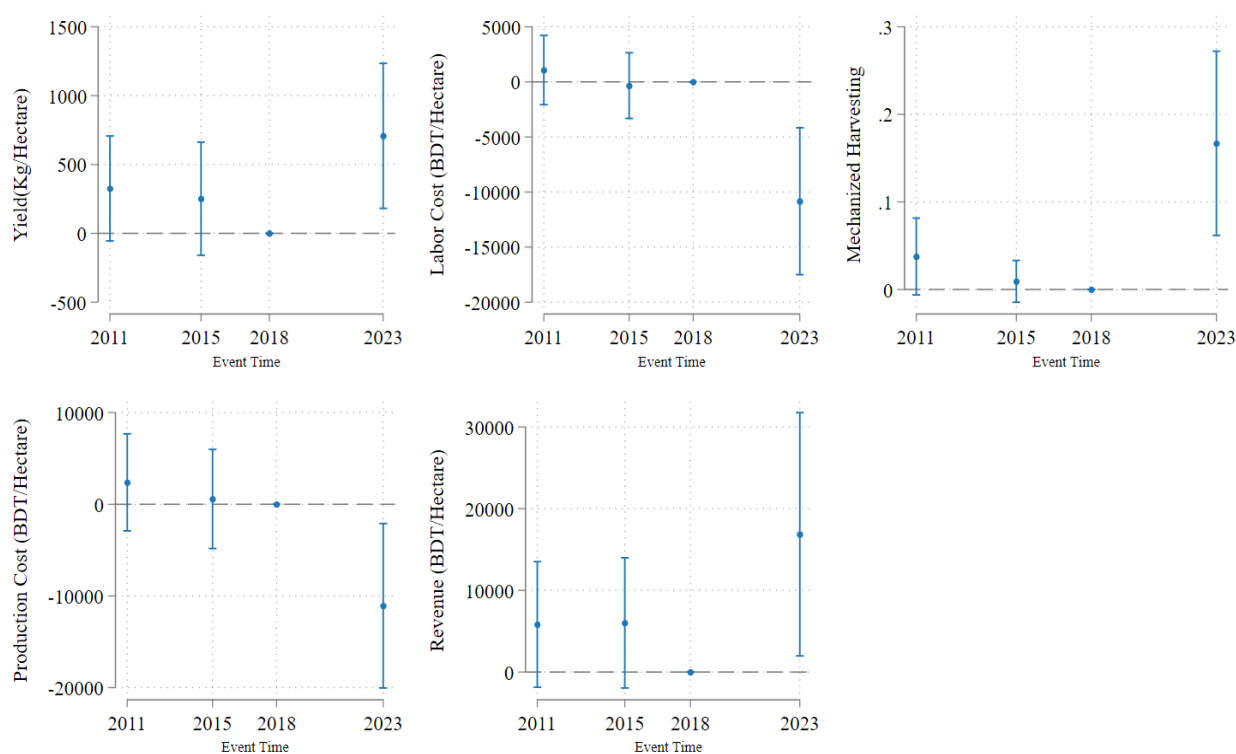 Yield(Kg/Hectare)
1500
1000
500
0
-500
2011 2015 2018 2023
Event Time
Labor Cost (BDT/Hectare)
5000
0
-5000
-10000
-15000
-20000
2011 2015 2018 2023
Event Time
Mechanized Harvesting
.3
.2
.1
0
2011 2015 2018 2023
Event Time
Production Cost (BDT/Hectare)
10000
0
-10000
-20000
2011 2015 2018 2023
Event Time
Revenue (BDT/Hectare)
30000
20000
10000
0
2011 2015 2018 2023
Event Time